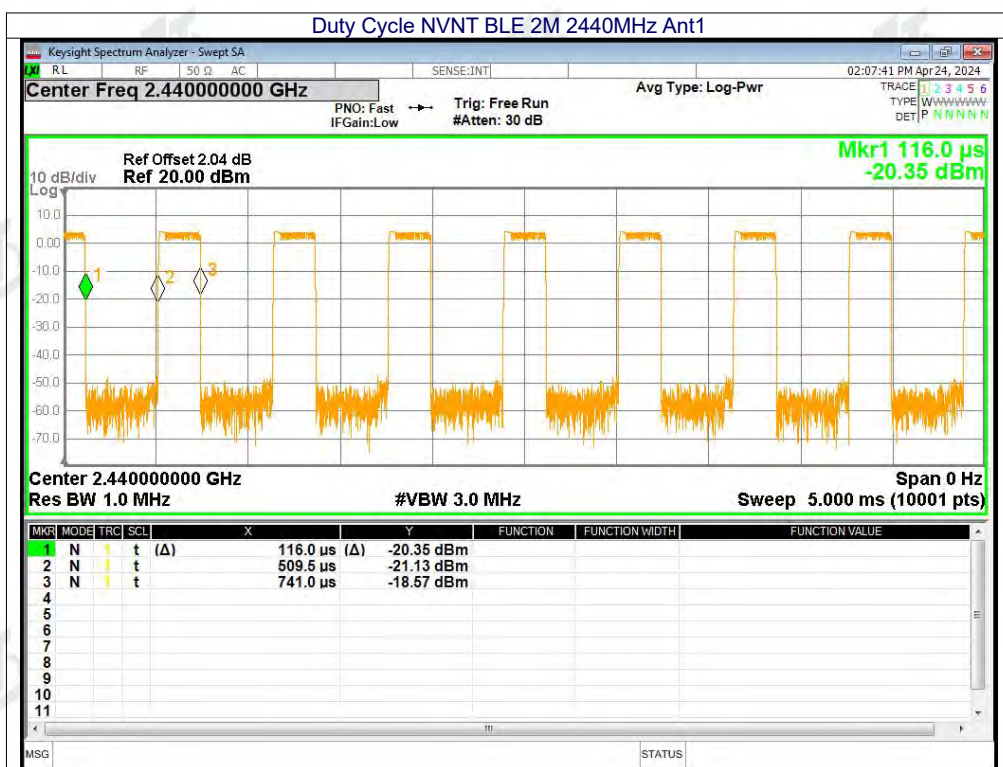 Duty Cycle NVNT BLE 2M 2440MHz Ant1
Keysight Spectrum Analyzer - Swept SA
LXI RL RF 50 Ω AC SENSE:INT 02:07:41 PM Apr 24, 2024
Center Freq 2.440000000 GHz Avg Type: Log-Pwr TRACE 1 2 3 4 5 6
PNO: Fast Trig: Free Run TYPE WWWWWW
IFGain:Low #Atten: 30 dB DET P N N N N N
Mkr1 116.0 µs
Ref Offset 2.04 dB
10 dB/div Ref 20.00 dBm -20.35 dBm
Log
10.0
0.00
-10.0
1 2 3
-20.0
-30.0
-40.0
-50.0
-60.0
-70.0
Center 2.440000000 GHz Span 0 Hz
Res BW 1.0 MHz #VBW 3.0 MHz Sweep 5.000 ms (10001 pts)
MKR MODE TRC SCL X Y FUNCTION FUNCTION WIDTH FUNCTION VALUE
1 N 1 t (Δ) 116.0 µs (Δ) -20.35 dBm
2 N 1 t 509.5 µs -21.13 dBm
3 N 1 t 741.0 µs -18.57 dBm
4
5
6
7
8
9
10
11
MSG STATUS